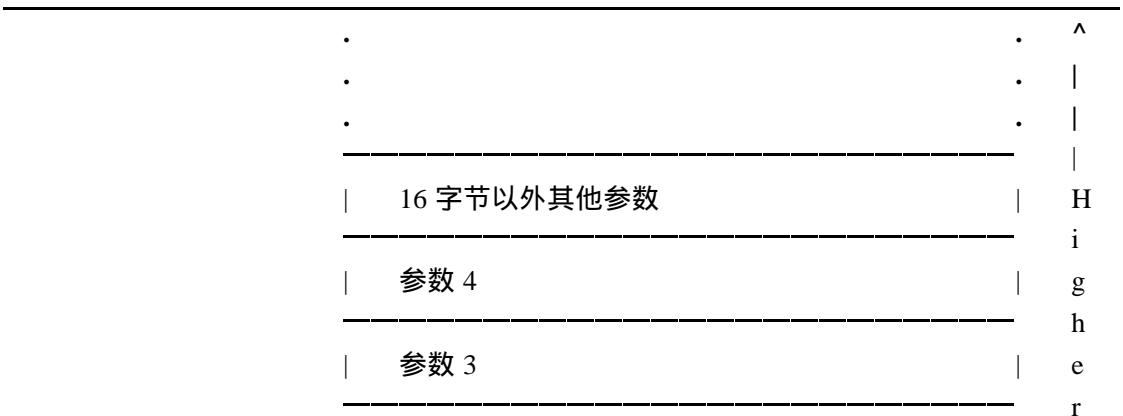 . . ^
. . |
. . |
|
| 16 字节以外其他参数 | H
i
| 参数 4 | g
h
| 参数 3 | e
r